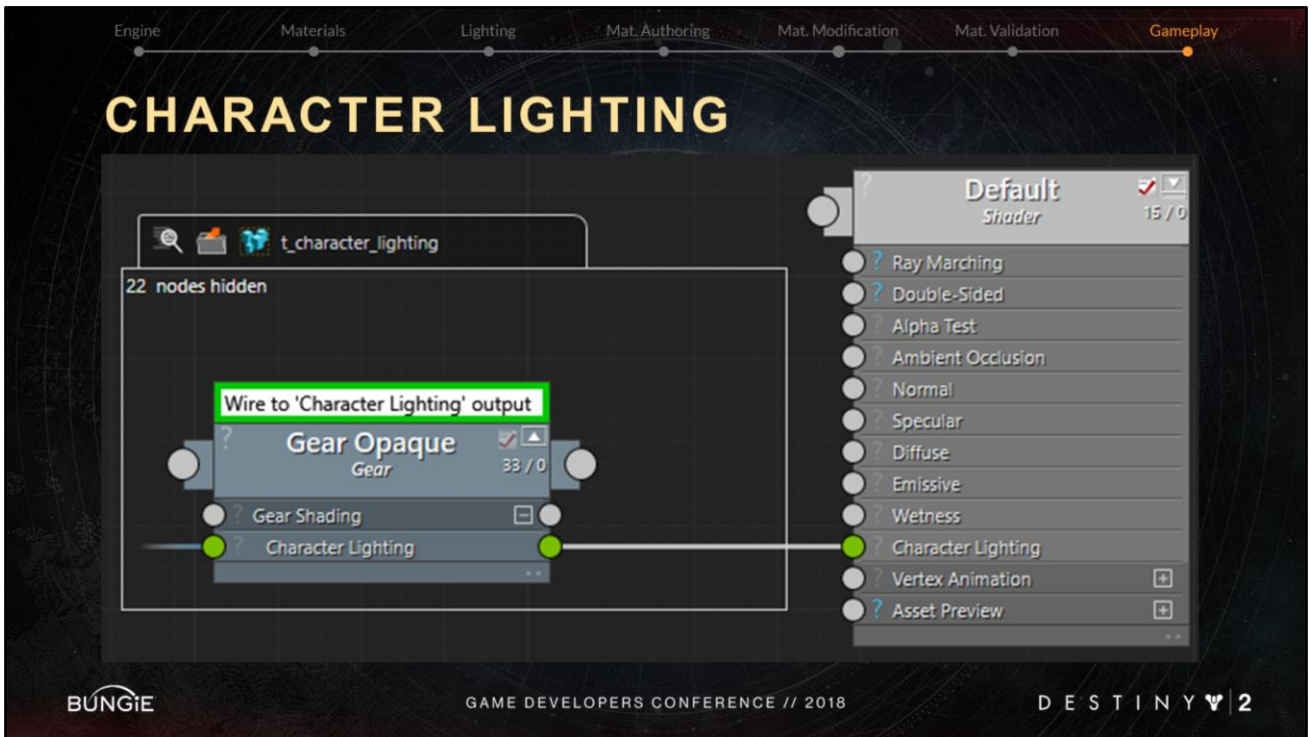 Engine Materials Lighting Mat. Authoring Mat. Modification Mat. Validation Gameplay
CHARACTER LIGHTING
t_character_lighting
22 nodes hidden
Wire to 'Character Lighting' output
? Gear Opaque
Gear 33 / 0
? Gear Shading
? Character Lighting
? Default
Shader 15 / 0
? Ray Marching
? Double-Sided
? Alpha Test
? Ambient Occlusion
? Normal
? Specular
? Diffuse
? Emissive
? Wetness
? Character Lighting
? Vertex Animation
? Asset Preview
BUNGiE GAME DEVELOPERS CONFERENCE // 2018 DESTINY 2